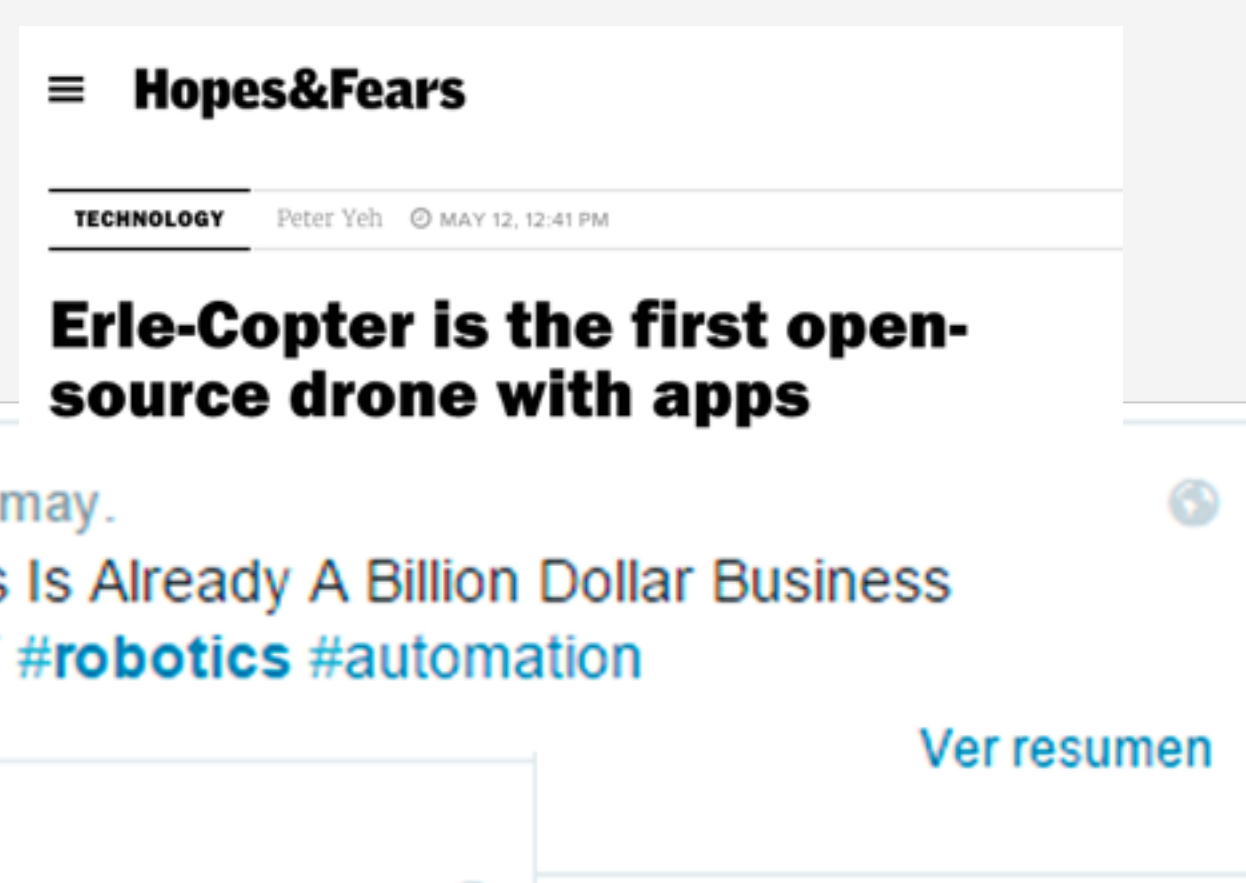 Hopes&Fears
TECHNOLOGY Peter Yeh MAY 12, 12:41 PM
Erle-Copter is the first open-
source drone with apps
may.
s Is Already A Billion Dollar Business
#robotics #automation
Ver resumen